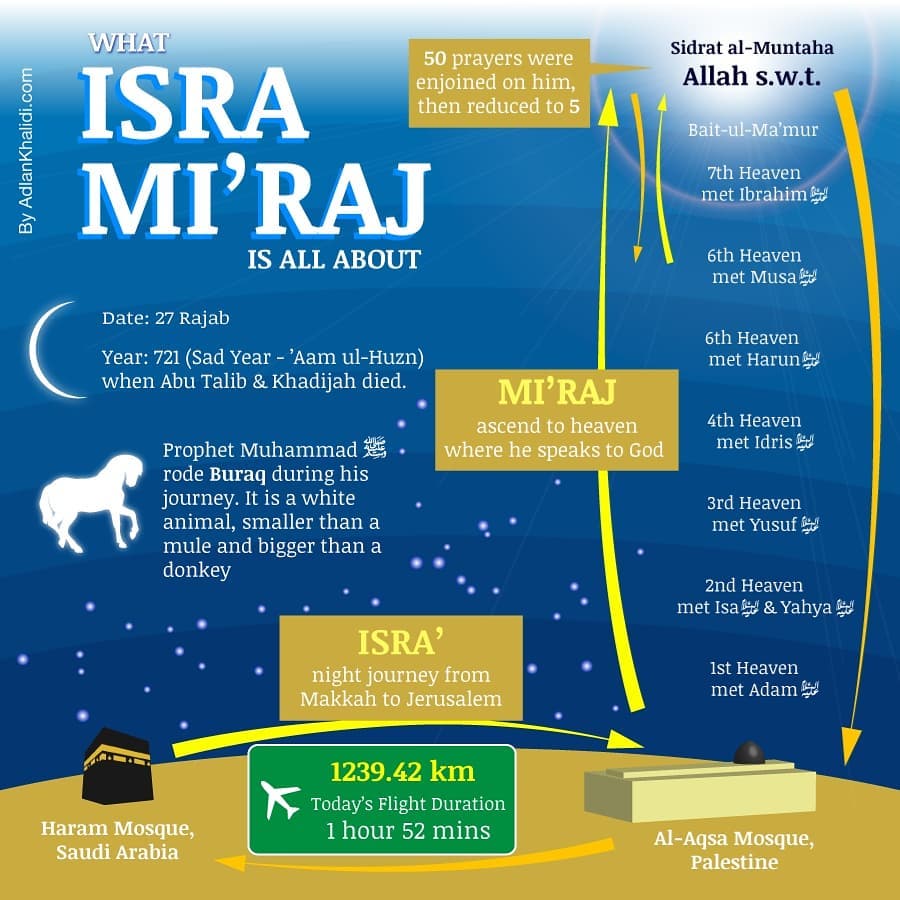 WHAT
ISRA
MI’RAJ
IS ALL ABOUT
By AdlanKhalidi.com
Date: 27 Rajab
Year: 721 (Sad Year - ’Aam ul-Huzn)
when Abu Talib & Khadijah died.
Prophet Muhammad ﷺ
rode Buraq during his
journey. It is a white
animal, smaller than a
mule and bigger than a
donkey
50 prayers were
enjoined on him,
then reduced to 5
Sidrat al-Muntaha
Allah s.w.t.
Bait-ul-Ma’mur
7th Heaven
met Ibrahim
6th Heaven
met Musa
6th Heaven
met Harun
4th Heaven
met Idris
3rd Heaven
met Yusuf
2nd Heaven
met Isa & Yahya
1st Heaven
met Adam
MI’RAJ
ascend to heaven
where he speaks to God
ISRA’
night journey from
Makkah to Jerusalem
1239.42 km
Today’s Flight Duration
1 hour 52 mins
Haram Mosque,
Saudi Arabia
Al-Aqsa Mosque,
Palestine